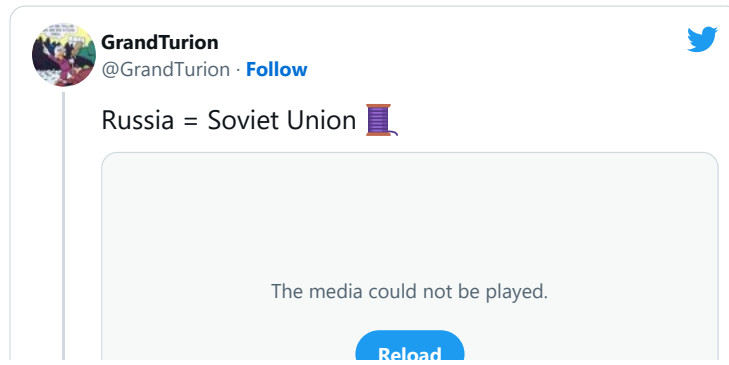 GrandTurion
@GrandTurion · Follow
Russia = Soviet Union 🧵
The media could not be played.
Reload